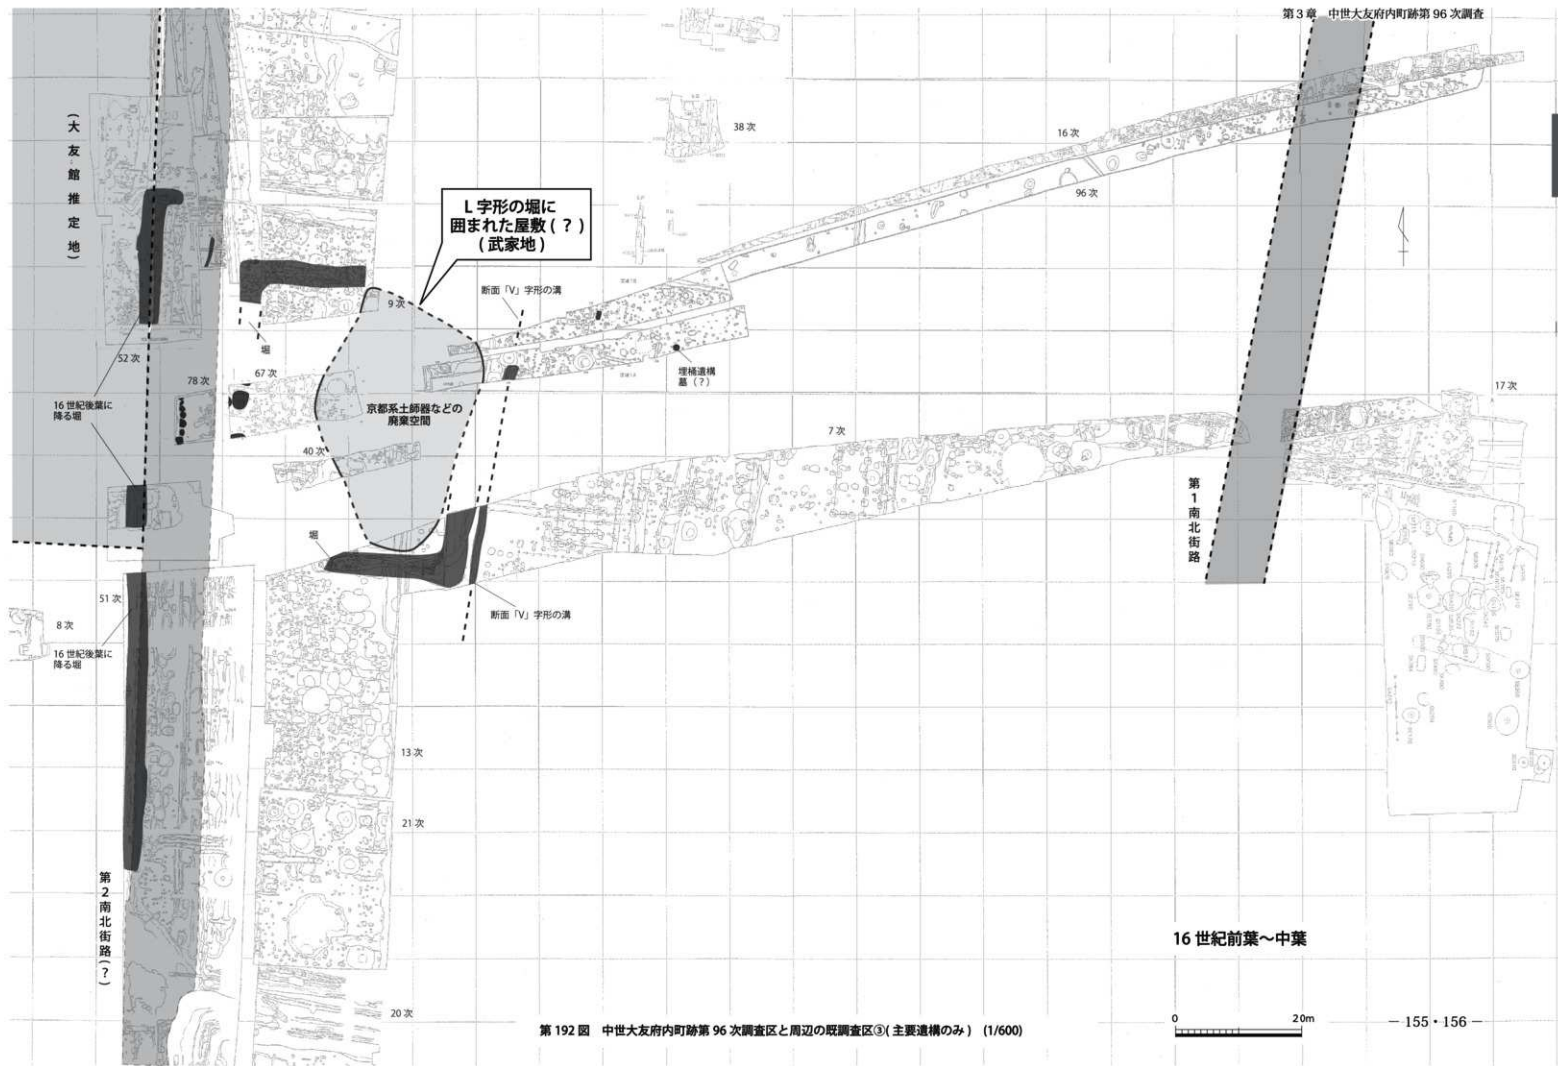 第3章　中世大友府内町跡第96次調査
(大友館推定地)
38次
16次
96次
L字形の堀に
囲まれた屋敷(？)
(武家地)
断面「V」字形の溝
9次
堀
52次
78次
67次
埋桶遺構
墓(？)
17次
16世紀後葉に
降る堀
京都系土師器などの
廃棄空間
7次
40次
第1南北街路
堀
断面「V」字形の溝
51次
8次
16世紀後葉に
降る堀
13次
21次
第2南北街路(？)
20次
16世紀前葉～中葉
0
20m
第192図　中世大友府内町跡第96次調査区と周辺の既調査区③(主要遺構のみ)　(1/600)
―155・156―